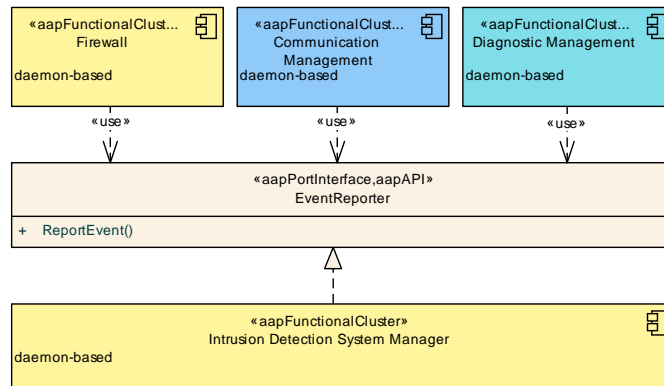 «aapFunctionalClust...
Firewall
daemon-based
«aapFunctionalClust...
Communication
Management
daemon-based
«aapFunctionalClust...
Diagnostic Management
daemon-based
«use»
«use»
«use»
«aapPortInterface,aapAPI»
EventReporter
+ ReportEvent()
«aapFunctionalCluster»
Intrusion Detection System Manager
daemon-based